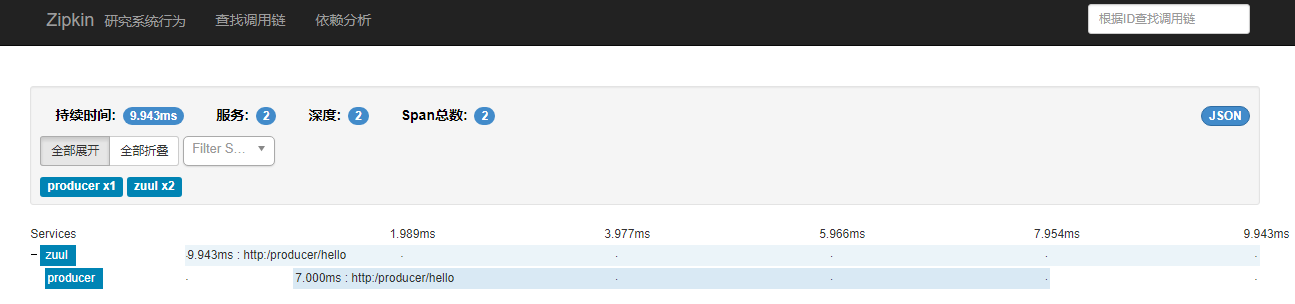 Zipkin 研究系统行为 查找调用链 依赖分析 根据ID查找调用链
持续时间: 9.943ms 服务: 2 深度: 2 Span总数: 2 JSON
全部展开 全部折叠 Filter S...
producer x1 zuul x2
Services 1.989ms 3.977ms 5.966ms 7.954ms 9.943ms
− zuul 9.943ms : http:/producer/hello
producer 7.000ms : http:/producer/hello